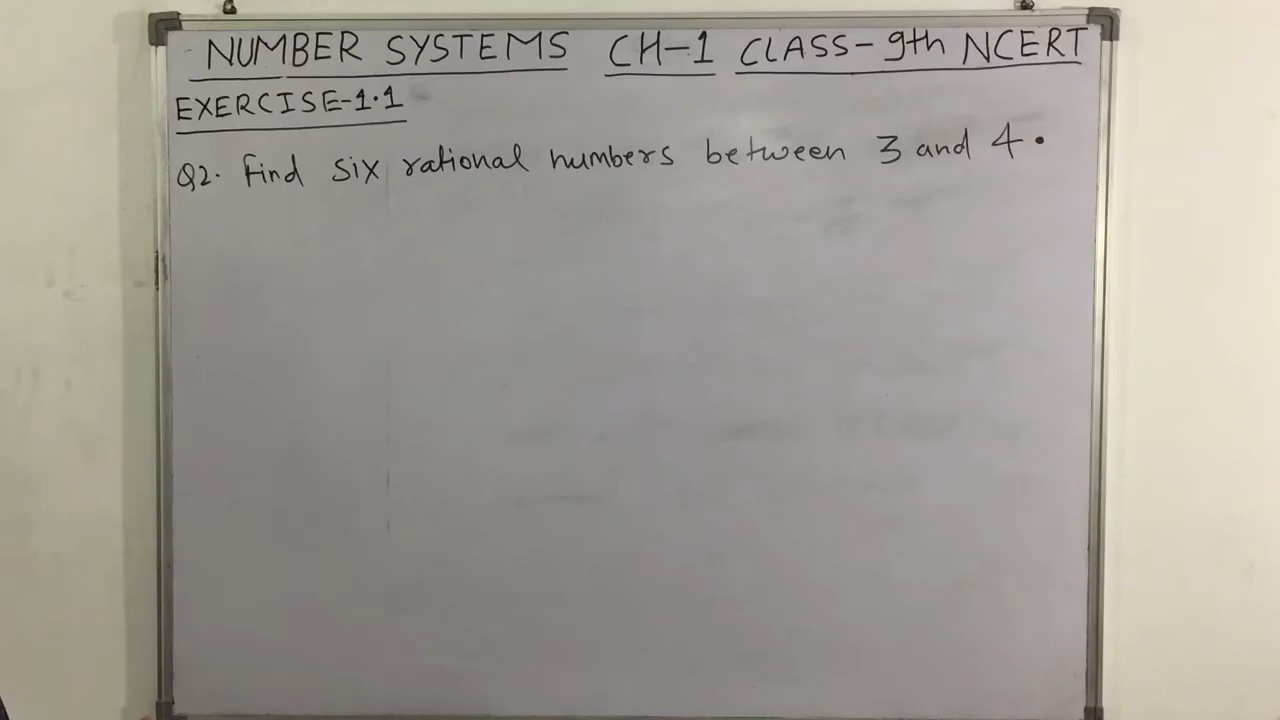 NUMBER SYSTEMS CH-1 CLASS-9th NCERT
EXERCISE-1.1
Q2. Find six rational numbers between 3 and 4.